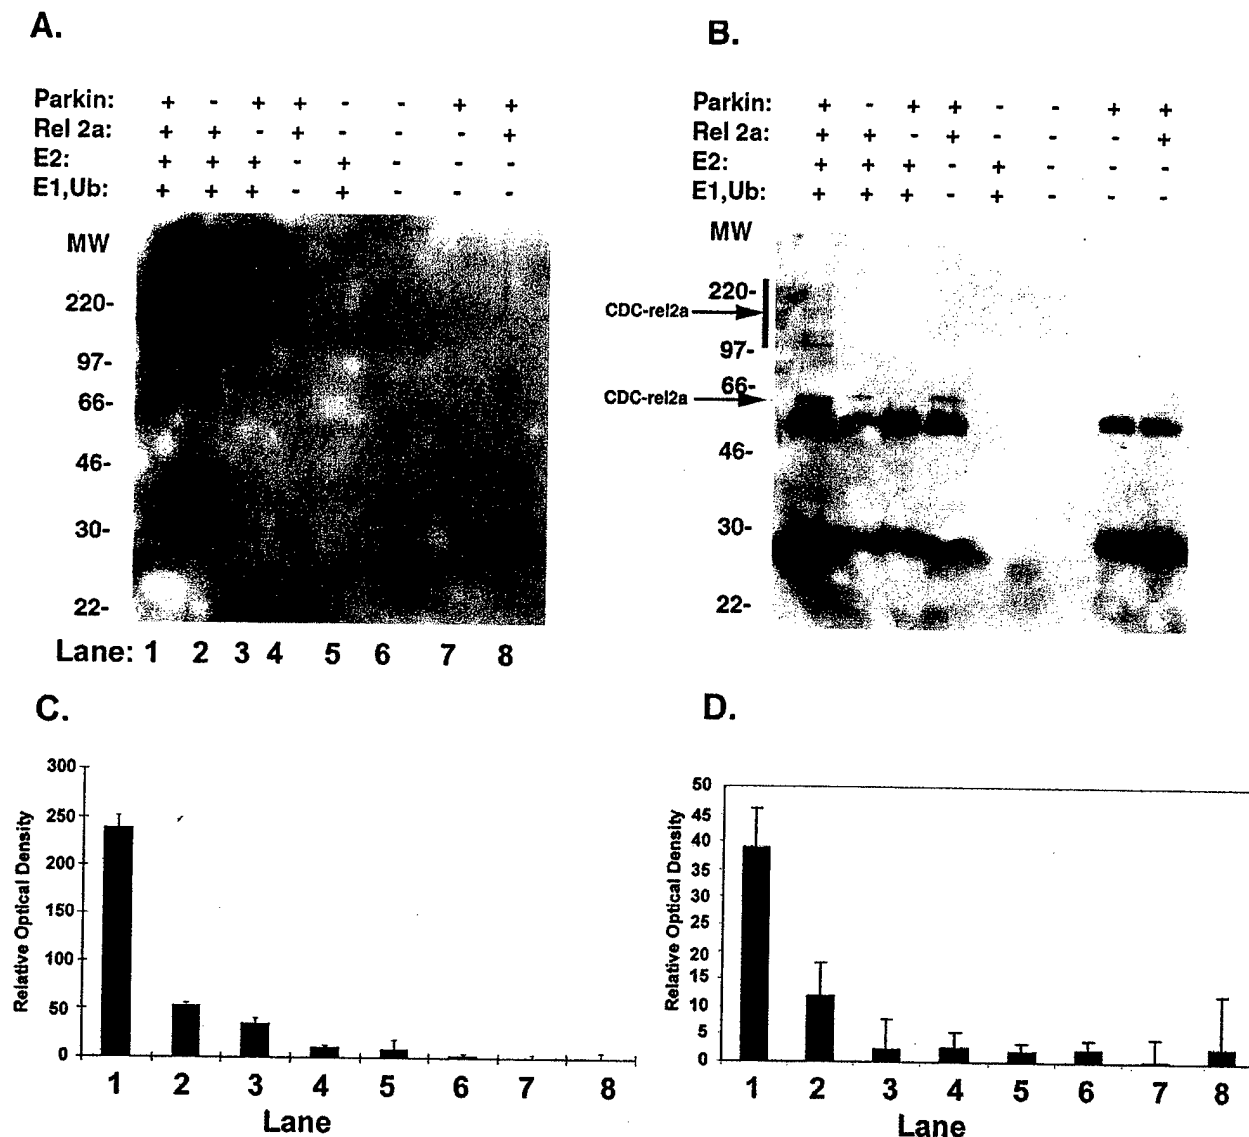 A.
Parkin: + - + + - - + +
Rel 2a: + + - + - - - +
E2: + + + - + - - -
E1,Ub: + + + - + - - -
MW
220-
97-
66-
46-
30-
22-
Lane: 1 2 3 4 5 6 7 8
B.
Parkin: + - + + - - + +
Rel 2a: + + - + - - - +
E2: + + + - + - - -
E1,Ub: + + + - + - - -
MW
220-
CDC-rel2a
97-
66-
CDC-rel2a
46-
30-
22-
C.
Relative Optical Density
300
250
200
150
100
50
0
1 2 3 4 5 6 7 8
Lane
D.
Relative Optical Density
50
45
40
35
30
25
20
15
10
5
0
1 2 3 4 5 6 7 8
Lane